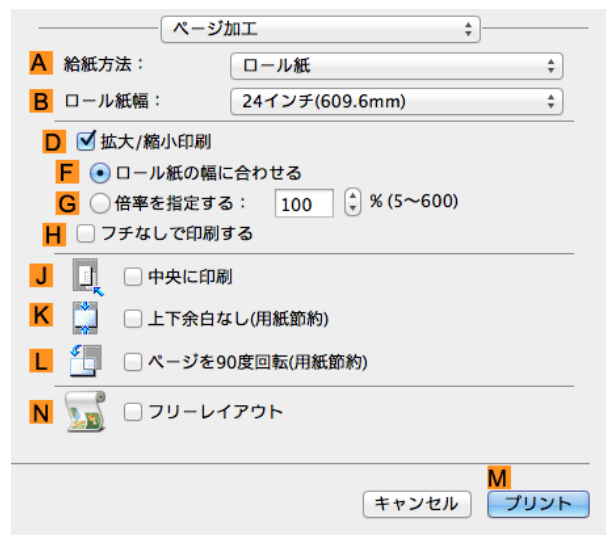 ページ加工
A 給紙方法： ロール紙
B ロール紙幅： 24インチ(609.6mm)
D 拡大/縮小印刷
F ロール紙の幅に合わせる
G 倍率を指定する： 100 % (5〜600)
H フチなしで印刷する
J 中央に印刷
K 上下余白なし(用紙節約)
L ページを90度回転(用紙節約)
N フリーレイアウト
M
キャンセル プリント